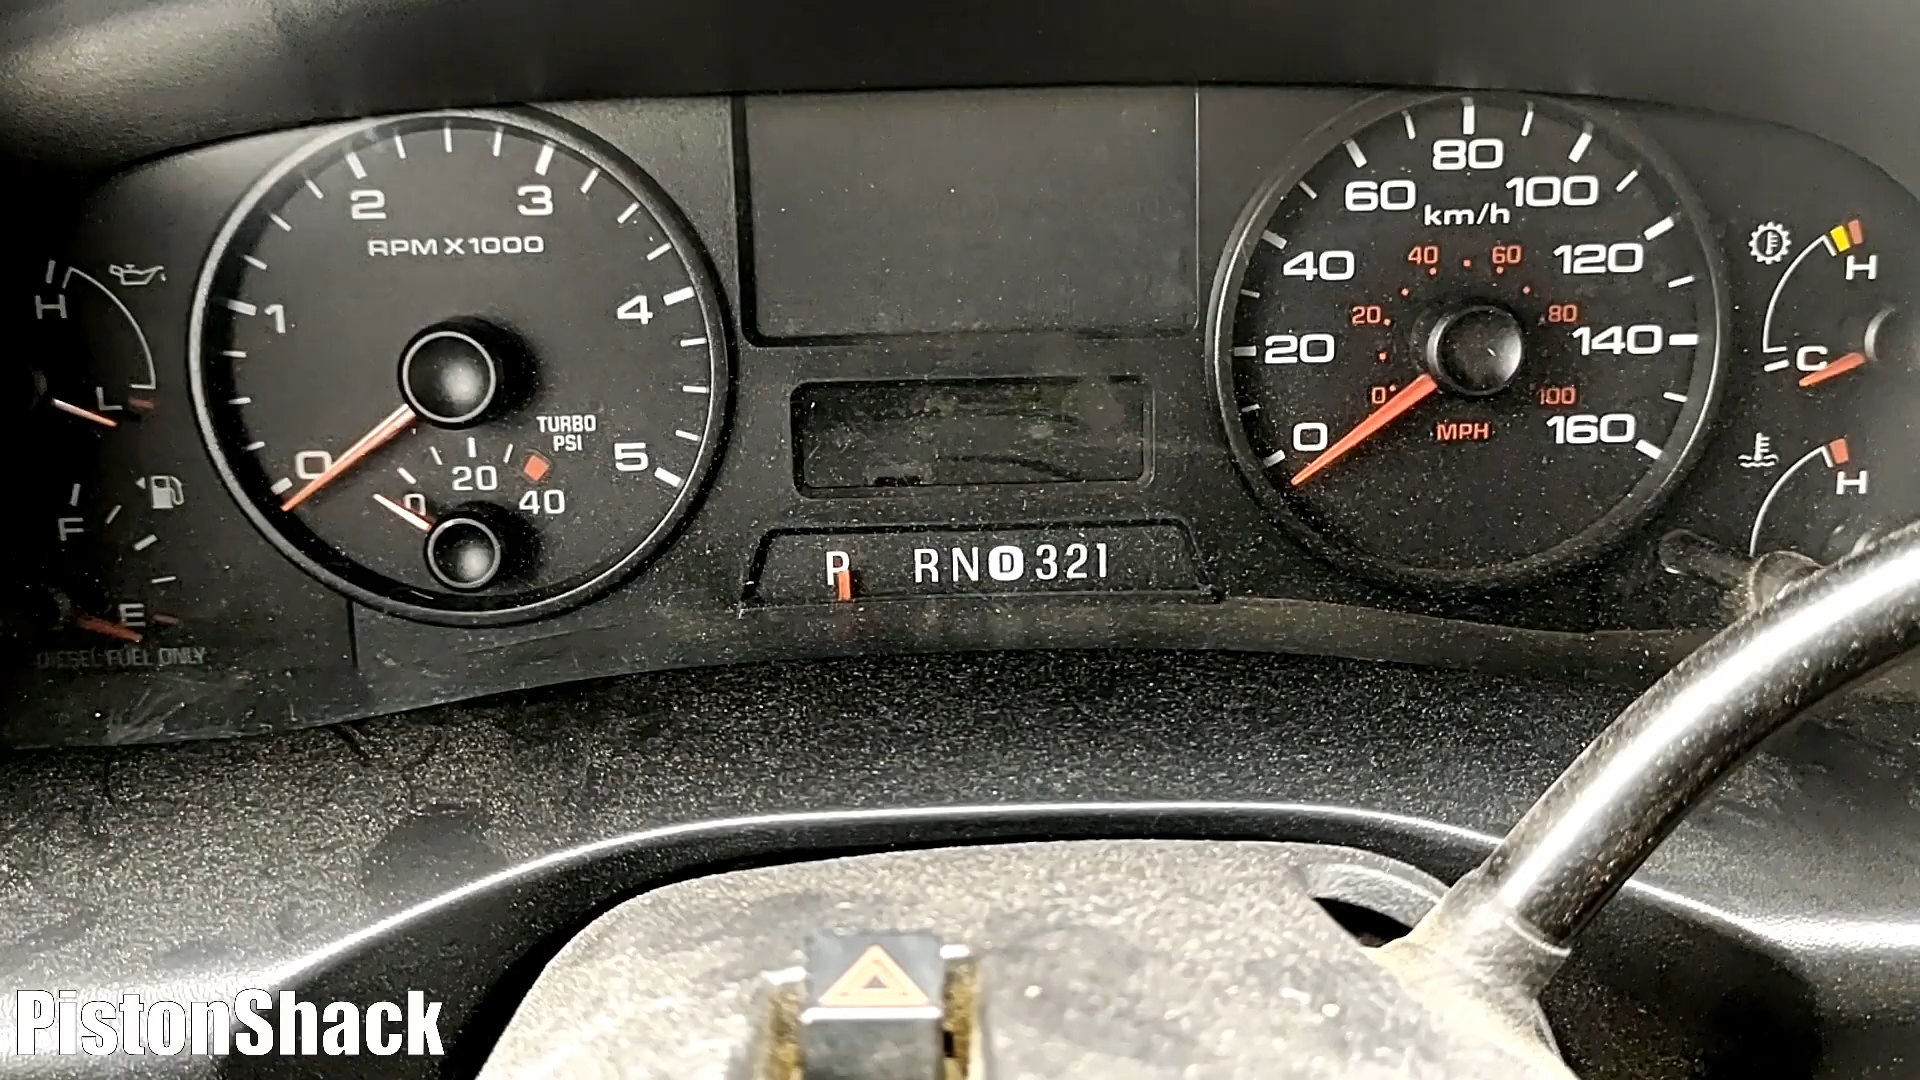 2 3
RPM X 1000
1 4
0 5
TURBO
PSI
0 20 40
H
L
F
E
DIESEL FUEL ONLY
P RND321
80
60 100
km/h
40 120
20 140
0 160
40 60
20 80
0 100
MPH
H
C
H
PistonShack